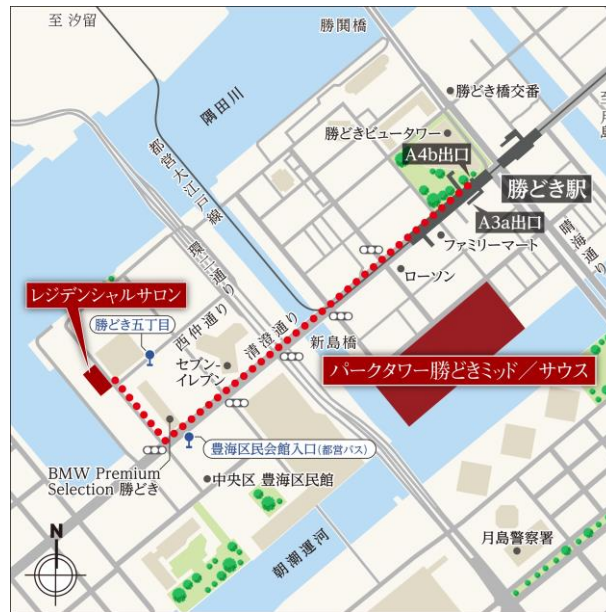 至 汐留
勝鬨橋
隅田川
勝どき橋交番
勝どきビュータワー
A4b出口
都営大江戸線
勝どき駅
A3a出口
晴海通り
ファミリーマート
ローソン
環二通り
レジデンシャルサロン
西仲通り
勝どき五丁目
清澄通り
新島橋
セブン-
イレブン
パークタワー勝どきミッド/サウス
豊海区民会館入口(都営バス)
BMW Premium
Selection 勝どき
中央区 豊海区民館
N
朝潮運河
月島警察署